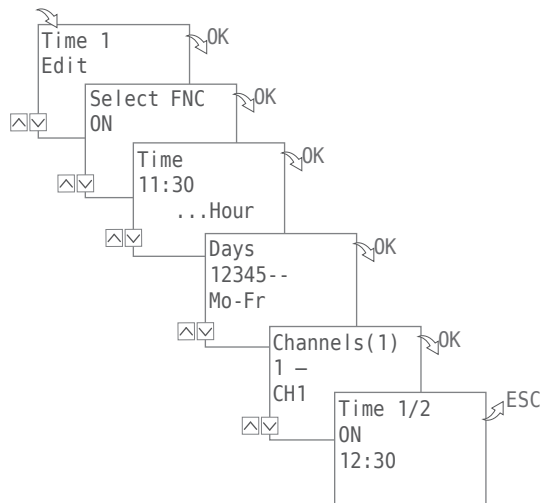 Time 1
Edit
OK
Select FNC
ON
OK
Time
11:30
...Hour
OK
Days
12345--
Mo-Fr
OK
Channels(1)
1 –
CH1
OK
Time 1/2
ON
12:30
ESC